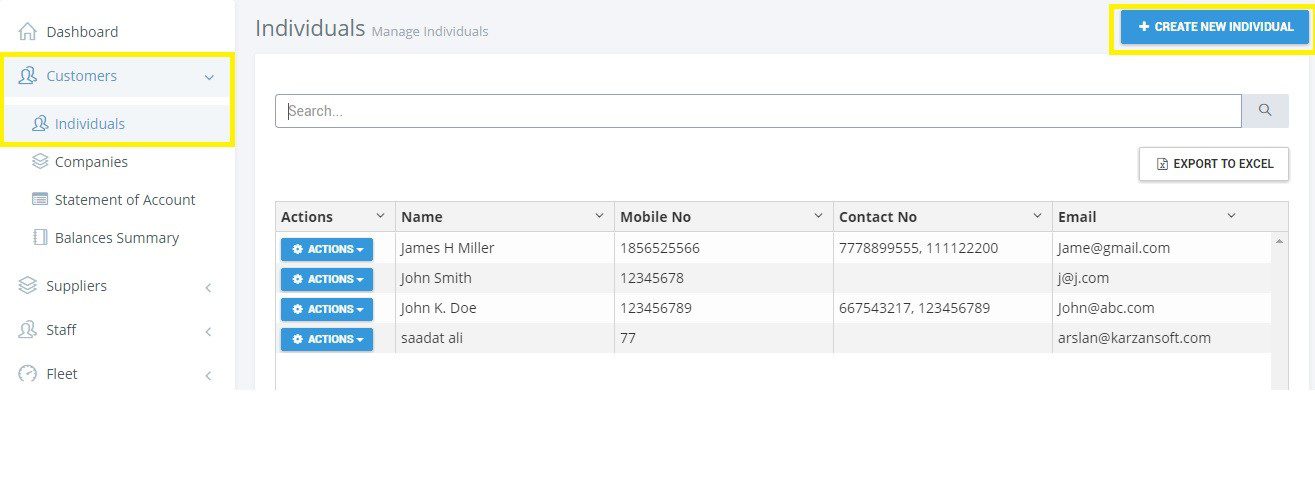 Dashboard
Customers
Individuals
Companies
Statement of Account
Balances Summary
Suppliers
Staff
Fleet
Individuals Manage Individuals
+ CREATE NEW INDIVIDUAL
Search...
EXPORT TO EXCEL
Actions Name Mobile No Contact No Email
ACTIONS James H Miller 1856525566 7778899555, 111122200 Jame@gmail.com
ACTIONS John Smith 12345678 j@j.com
ACTIONS John K. Doe 123456789 667543217, 123456789 John@abc.com
ACTIONS saadat ali 77 arslan@karzansoft.com